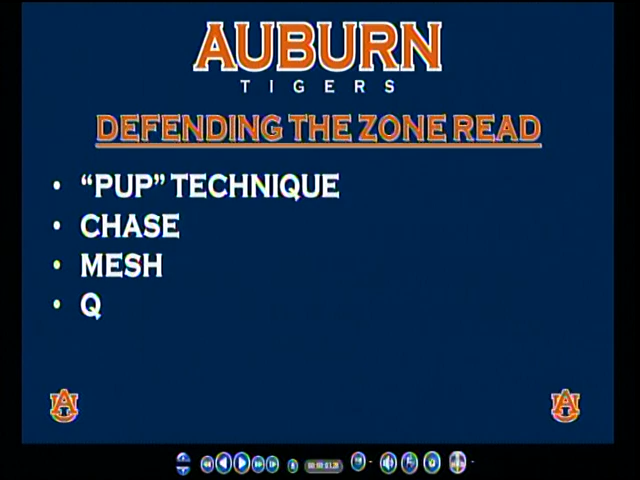 AUBURN
TIGERS
DEFENDING THE ZONE READ
• “PUP” TECHNIQUE
• CHASE
• MESH
• Q